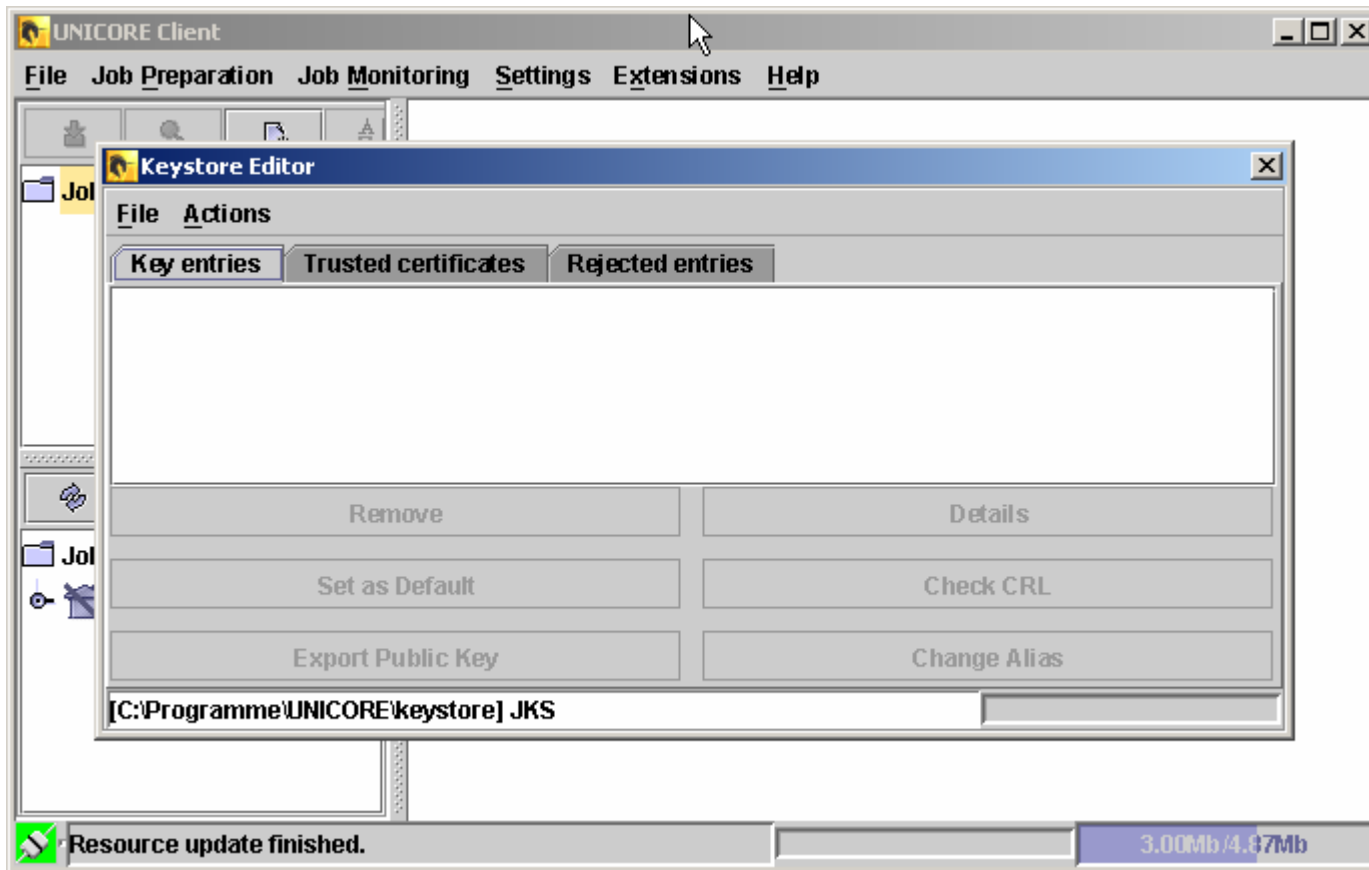 UNICORE Client
File Job Preparation Job Monitoring Settings Extensions Help
Keystore Editor
Jol
File Actions
Key entries Trusted certificates Rejected entries
Remove Details
Jol
Set as Default Check CRL
Export Public Key Change Alias
[C:\Programme\UNICORE\keystore] JKS
Resource update finished. 3.00Mb/4.87Mb